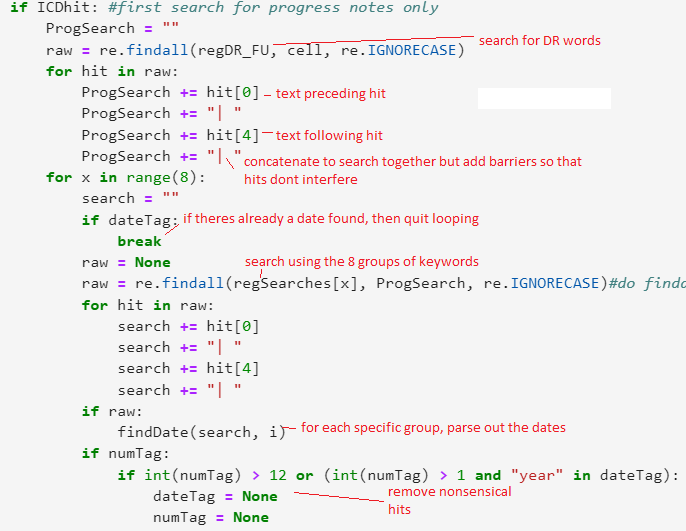 if ICDhit: #first search for progress notes only
ProgSearch = ""
raw = re.findall(regDR_FU, cell, re.IGNORECASE)
search for DR words
for hit in raw:
ProgSearch += hit[0]
text preceding hit
ProgSearch += "| "
ProgSearch += hit[4]
text following hit
ProgSearch += "| "
concatenate to search together but add barriers so that
hits dont interfere
for x in range(8):
search = ""
if dateTag:
if theres already a date found, then quit looping
break
raw = None
search using the 8 groups of keywords
raw = re.findall(regSearches[x], ProgSearch, re.IGNORECASE)#do finda
for hit in raw:
search += hit[0]
search += "| "
search += hit[4]
search += "| "
if raw:
findDate(search, i)
for each specific group, parse out the dates
if numTag:
if int(numTag) > 12 or (int(numTag) > 1 and "year" in dateTag):
dateTag = None
remove nonsensical
hits
numTag = None